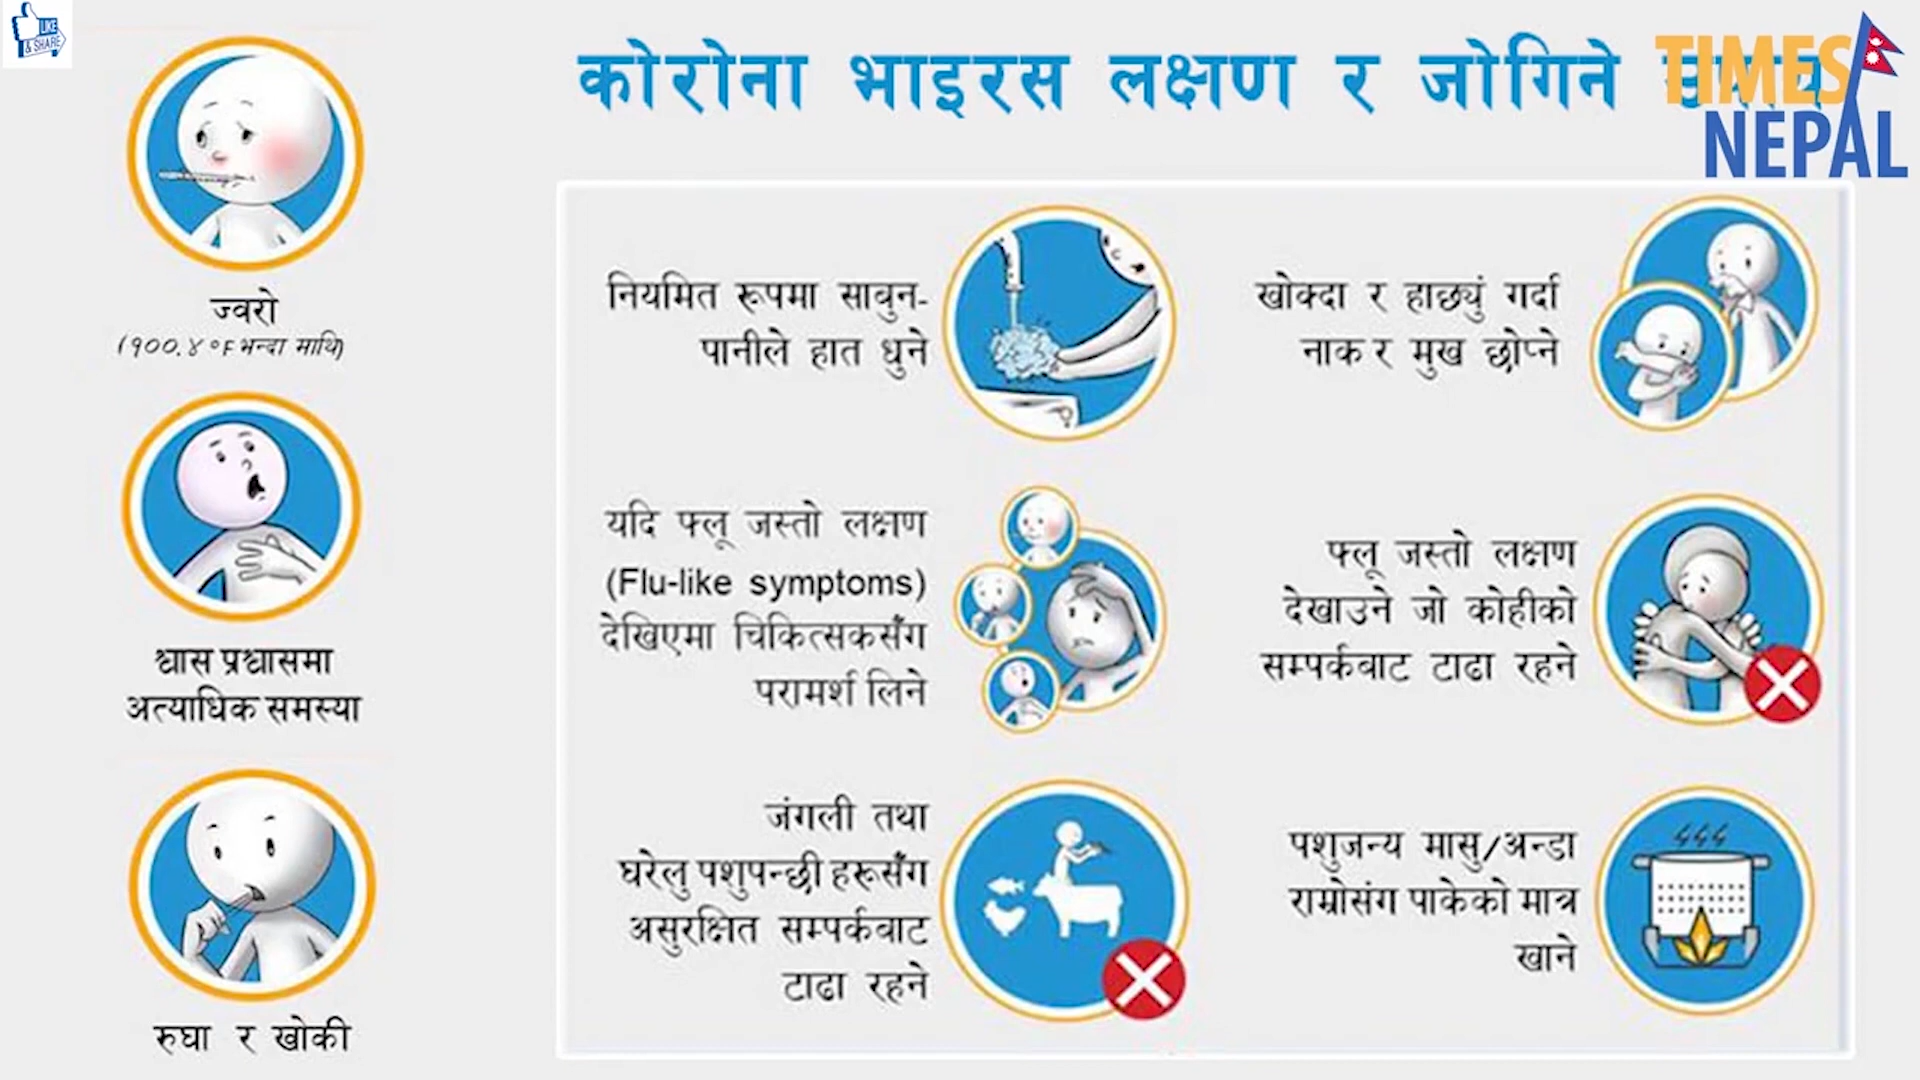 LIKE
& SHARE
कोरोना भाइरस लक्षण र जोगिने
TIMES
NEPAL
ज्वरो
(१००.४°F भन्दा माथि)
श्वास प्रश्वासमा
अत्याधिक समस्या
रुघा र खोकी
नियमित रूपमा साबुन-
पानीले हात धुने
खोक्दा र हाछ्युं गर्दा
नाक र मुख छोप्ने
यदि फ्लू जस्तो लक्षण
(Flu-like symptoms)
देखिएमा चिकित्सकसँग
परामर्श लिने
फ्लू जस्तो लक्षण
देखाउने जो कोहीको
सम्पर्कबाट टाढा रहने
जंगली तथा
घरेलु पशुपन्छी हरूसँग
असुरक्षित सम्पर्कबाट
टाढा रहने
पशुजन्य मासु/अन्डा
राम्रोसंग पाकेको मात्र
खाने